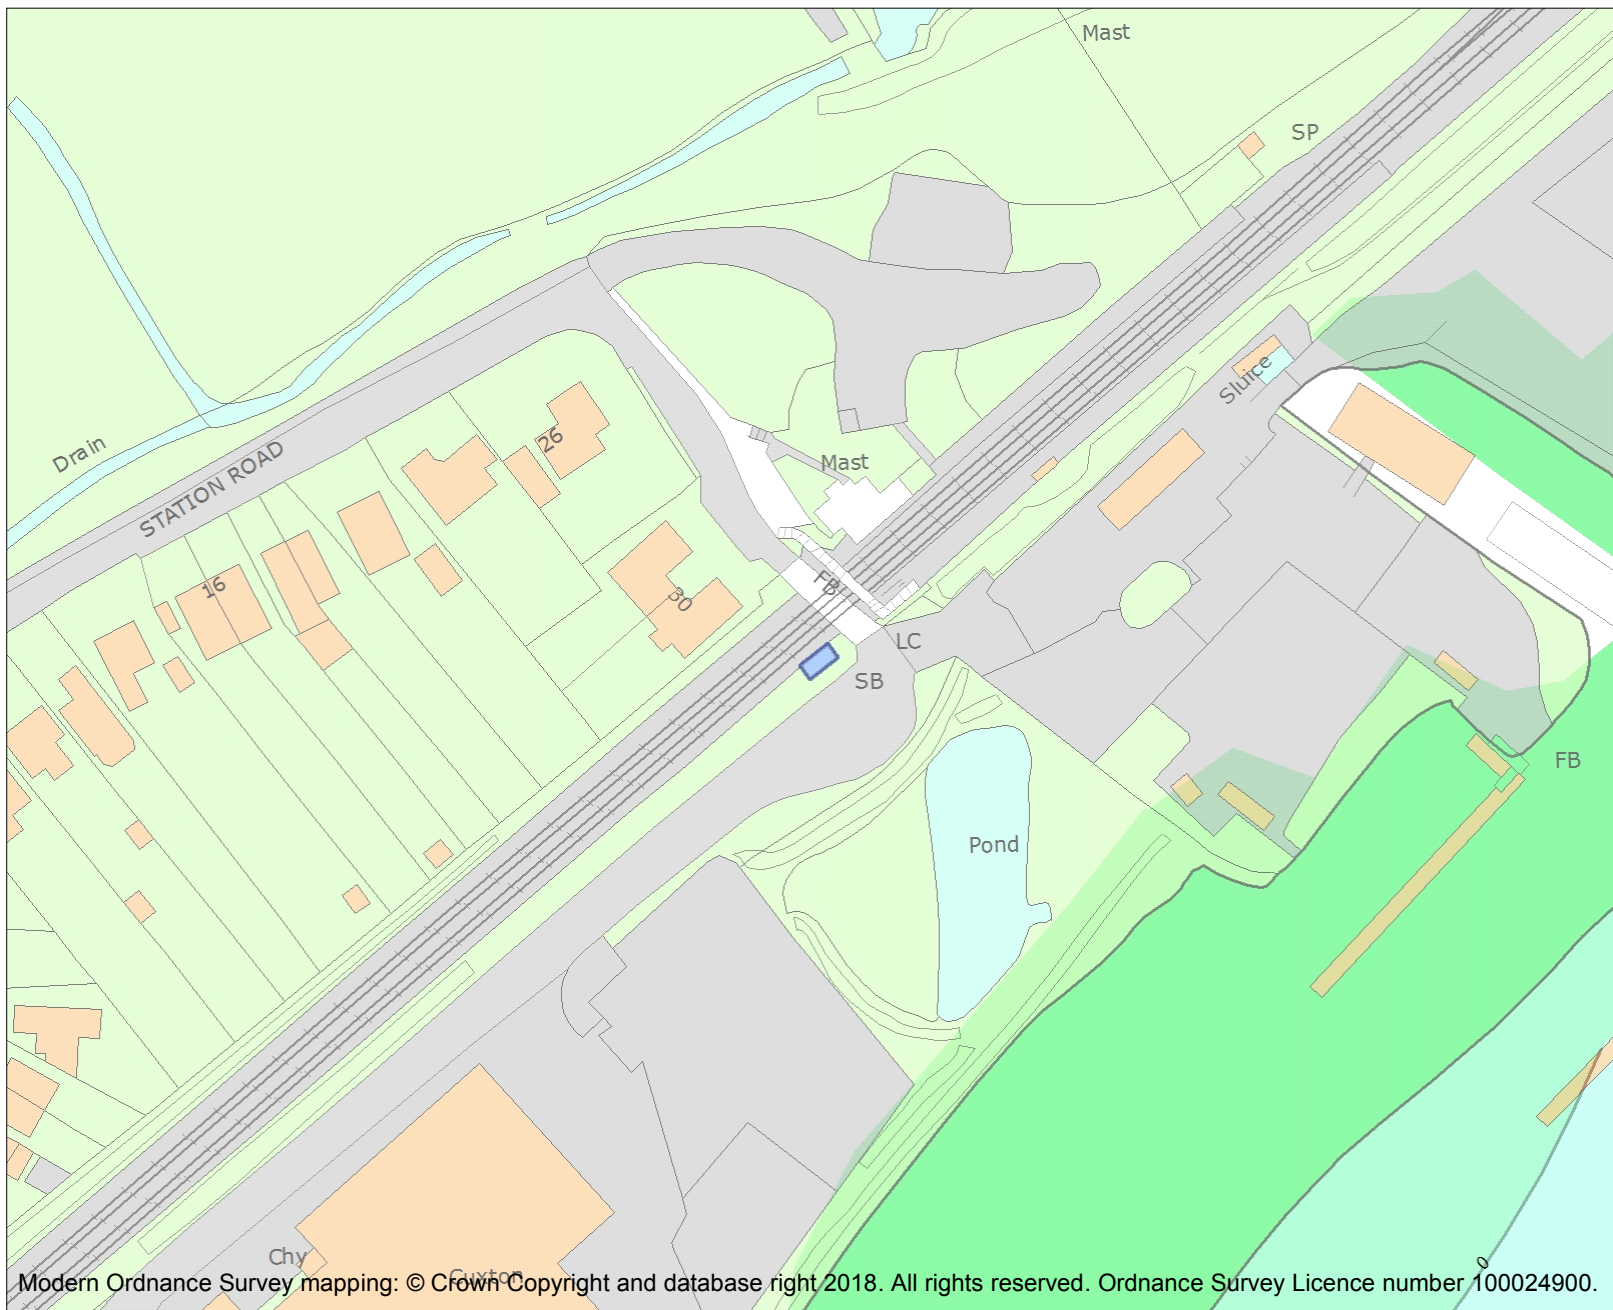 Mast
SP
Sluice
Drain
STATION ROAD
26
Mast
16
30
FB
LC
SB
FB
Pond
Chy
Cuxton
0
Modern Ordnance Survey mapping: © Crown Copyright and database right 2018. All rights reserved. Ordnance Survey Licence number 100024900.